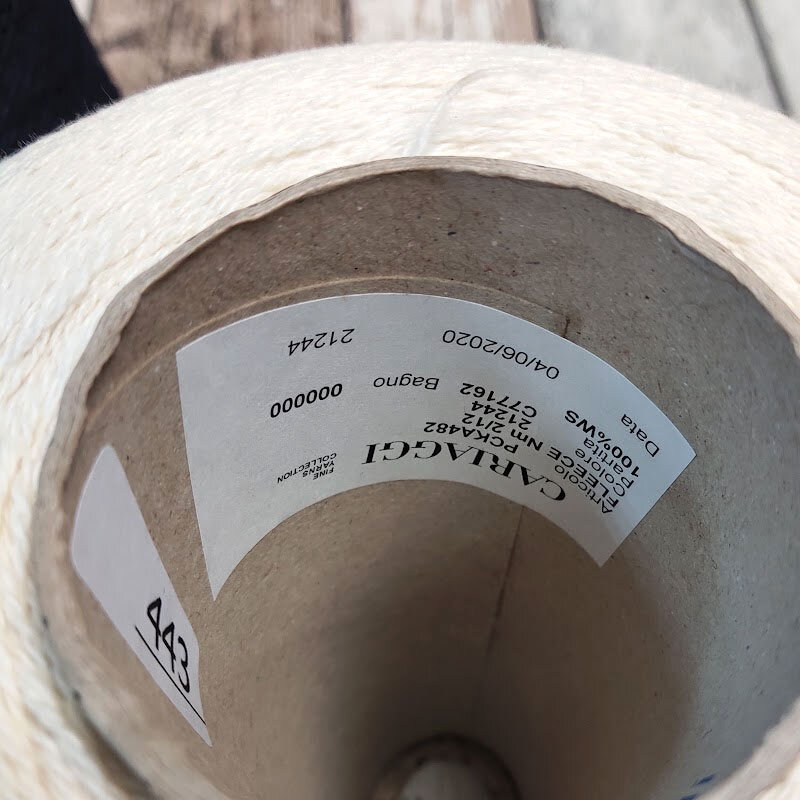 CARIAGGI FINE
YARNS
COLLECTION
Articolo PCKA482
FLEECE Nm 2/12
Colore 21244
Partita C77162 Bagno 000000
100%WS
Data 04/06/2020 21244
443